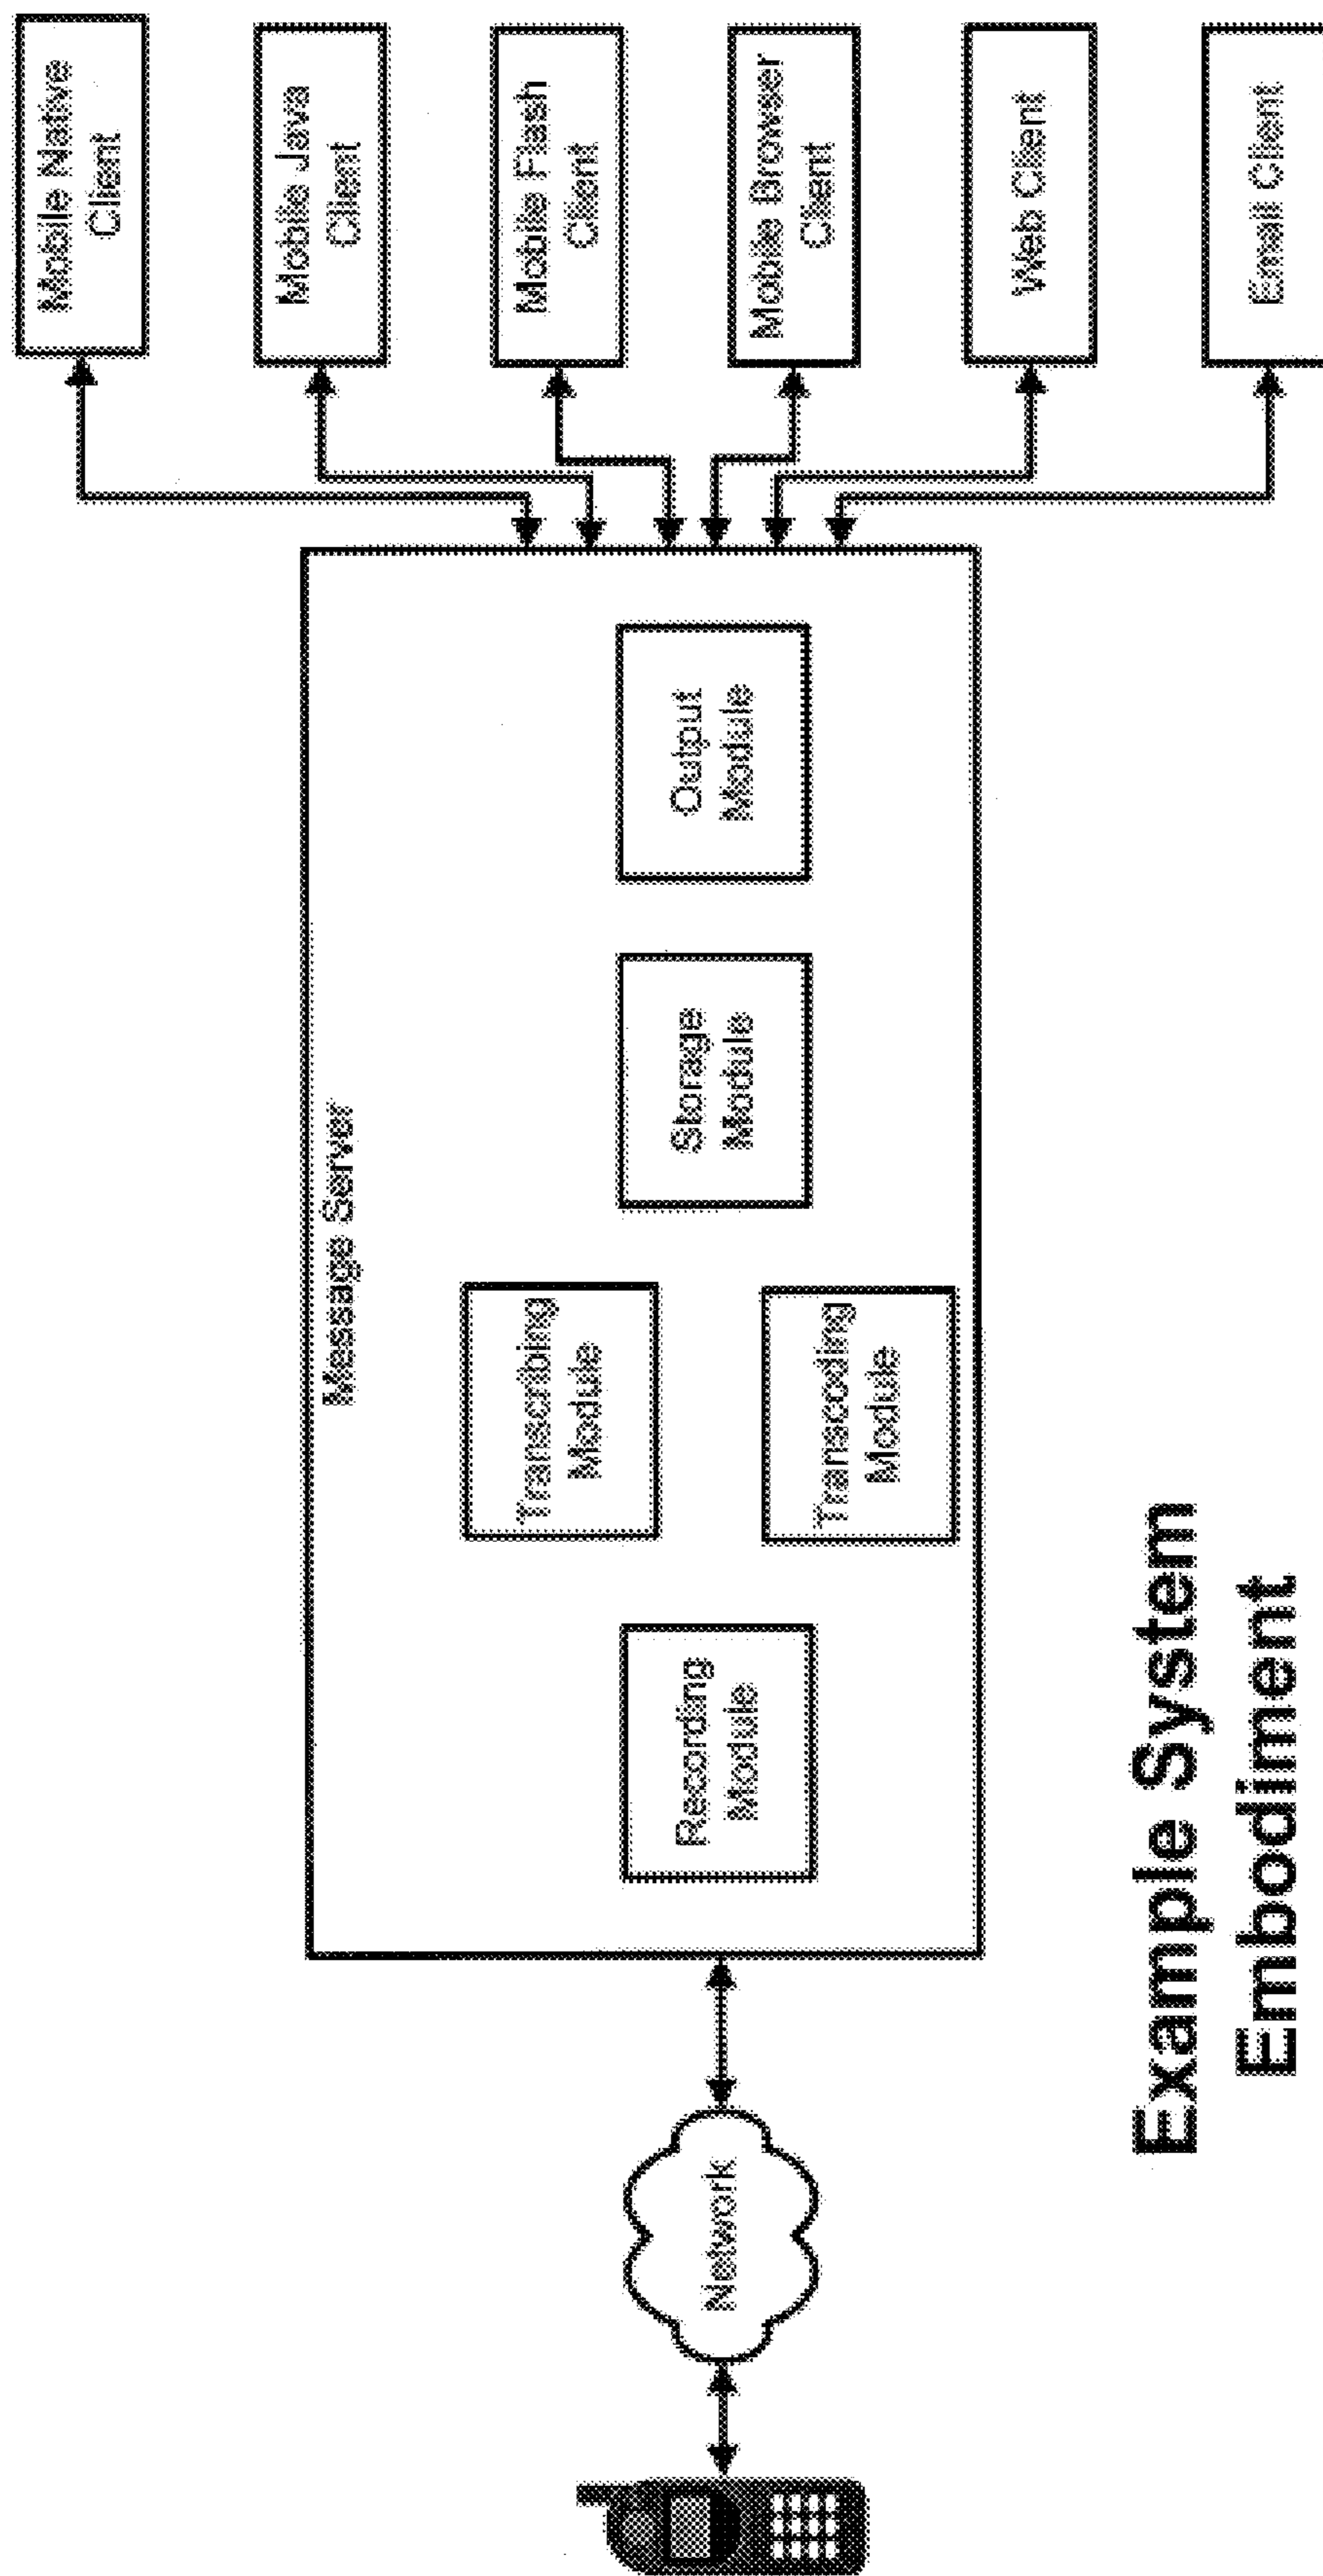 Network
Message Server
Recording
Module
Transcribing
Module
Transcoding
Module
Storage
Module
Output
Module
Mobile Native
Client
Mobile Java
Client
Mobile Flash
Client
Mobile Browser
Client
Web Client
Email Client
Example System
Embodiment